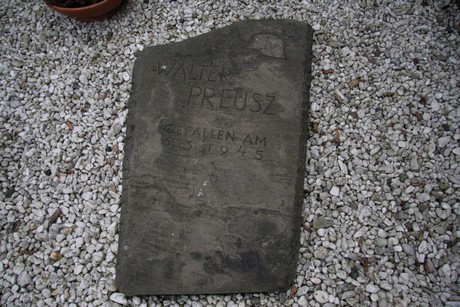 WALTER
PREUSZ
GEFALLEN AM
1945